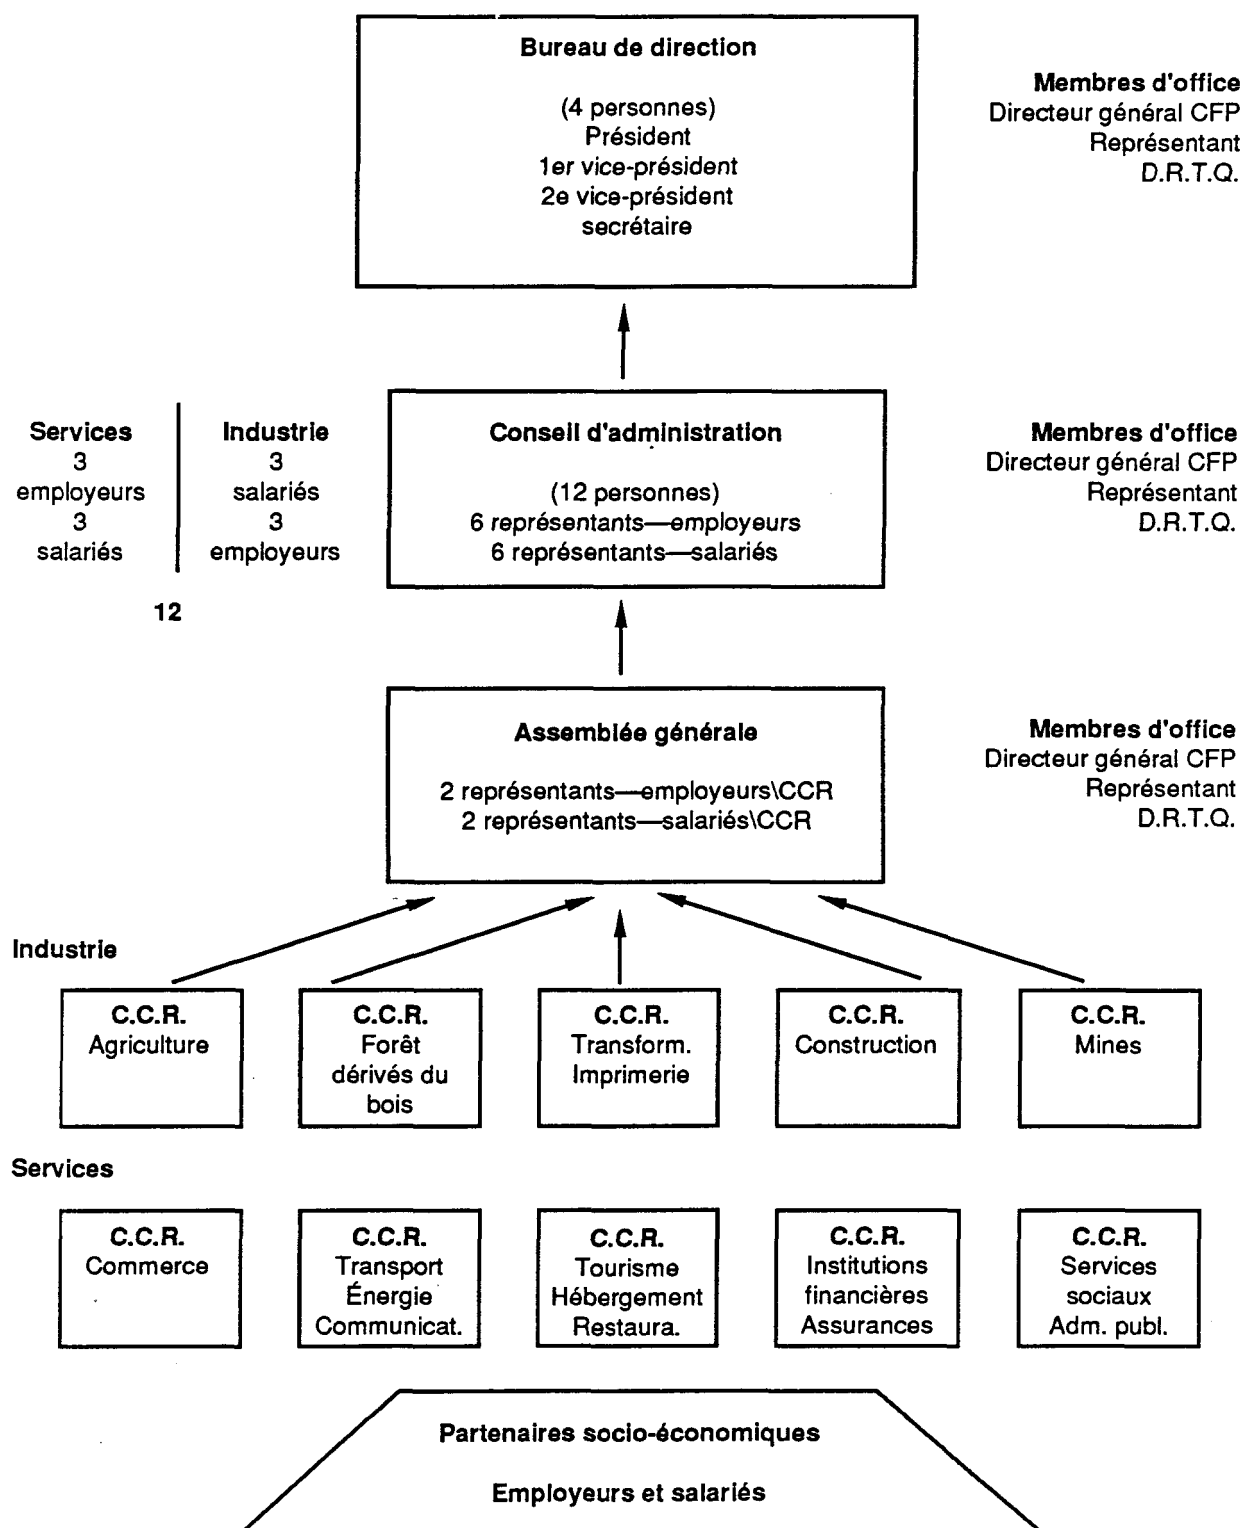 Bureau de direction
(4 personnes)
Président
1er vice-président
2e vice-président
secrétaire
Membres d'office
Directeur général CFP
Représentant
D.R.T.Q.
Services
3
employeurs
3
salariés
Industrie
3
salariés
3
employeurs
12
Conseil d'administration
(12 personnes)
6 représentants—employeurs
6 représentants—salariés
Membres d'office
Directeur général CFP
Représentant
D.R.T.Q.
Assemblée générale
2 représentants—employeurs\CCR
2 représentants—salariés\CCR
Membres d'office
Directeur général CFP
Représentant
D.R.T.Q.
Industrie
C.C.R.
Agriculture
C.C.R.
Forêt
dérivés du
bois
C.C.R.
Transform.
Imprimerie
C.C.R.
Construction
C.C.R.
Mines
Services
C.C.R.
Commerce
C.C.R.
Transport
Énergie
Communicat.
C.C.R.
Tourisme
Hébergement
Restaura.
C.C.R.
Institutions
financières
Assurances
C.C.R.
Services
sociaux
Adm. publ.
Partenaires socio-économiques
Employeurs et salariés